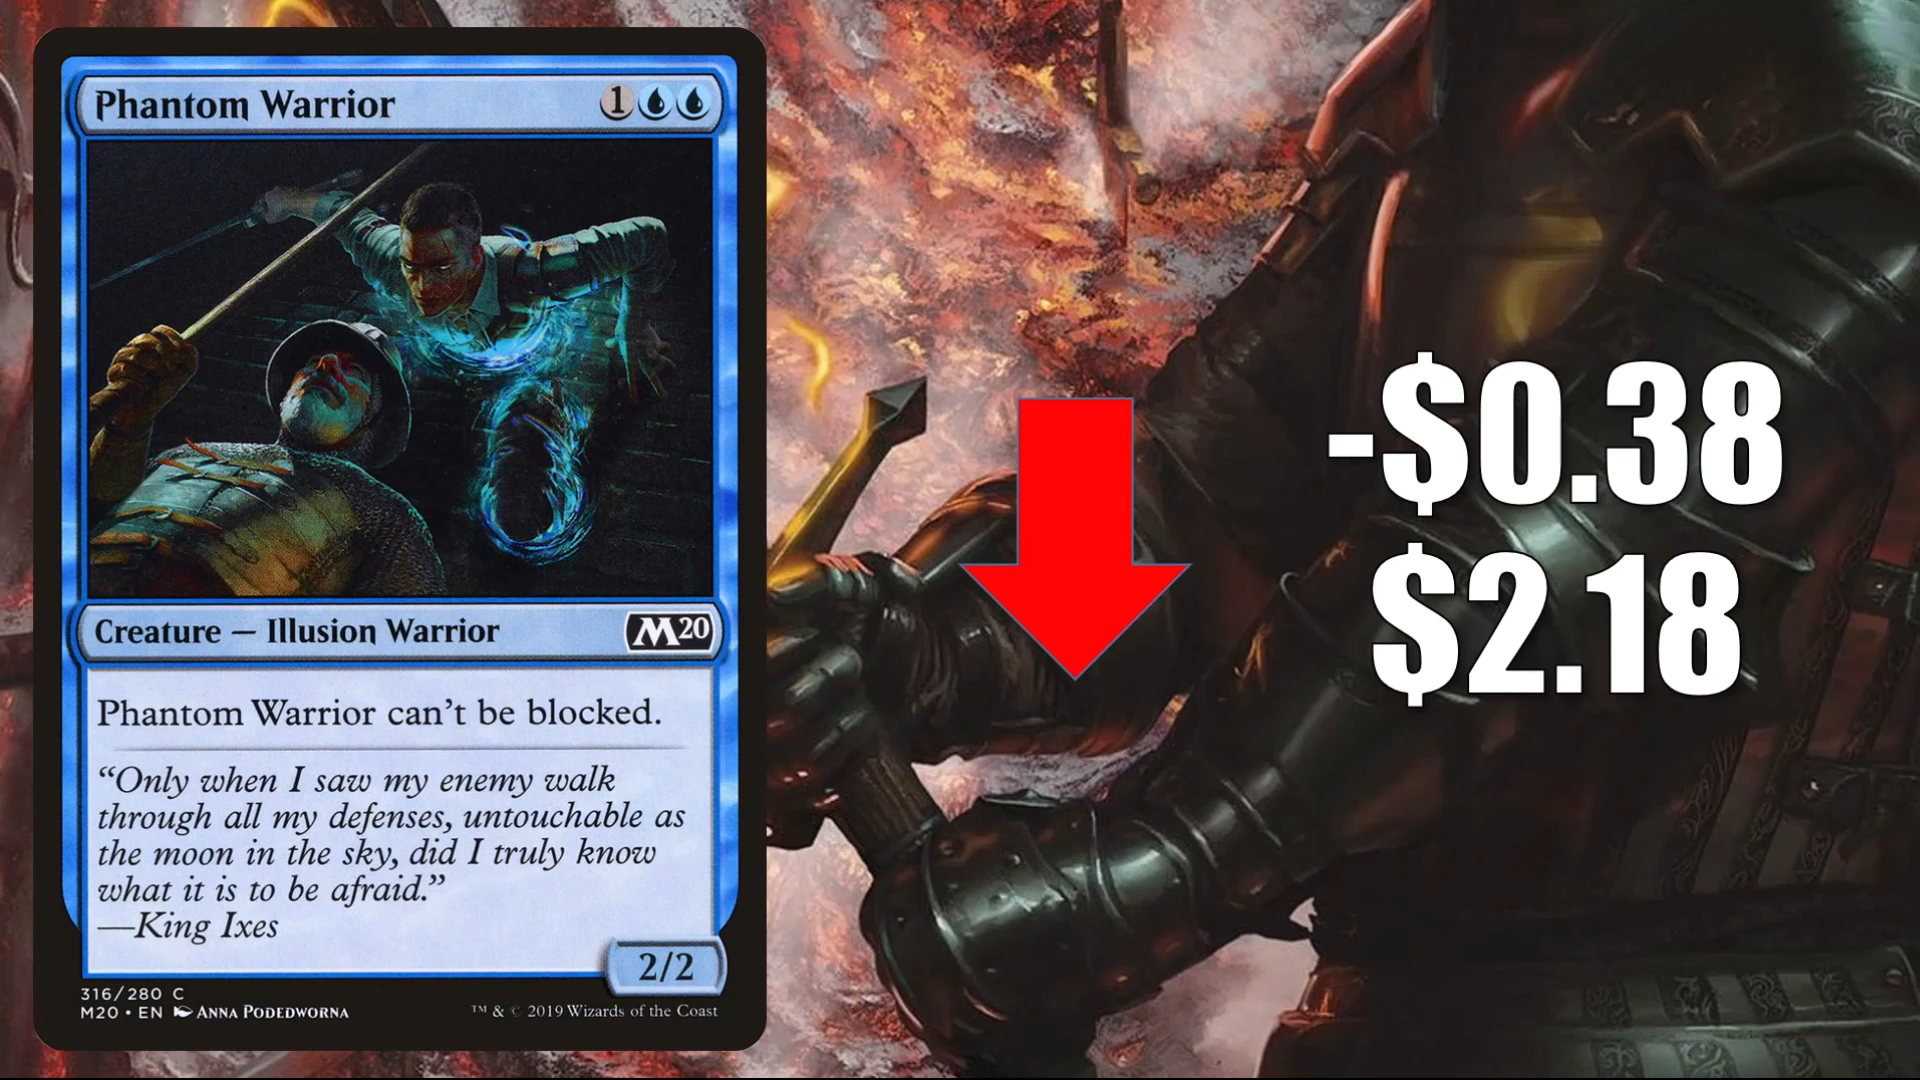 Phantom Warrior 1
Creature — Illusion Warrior M20
Phantom Warrior can't be blocked.
“Only when I saw my enemy walk
through all my defenses, untouchable as
the moon in the sky, did I truly know
what it is to be afraid.”
—King Ixes
2/2
316/280 C
M20 • EN ANNA PODEDWORNA
™ & © 2019 Wizards of the Coast
-$0.38
$2.18